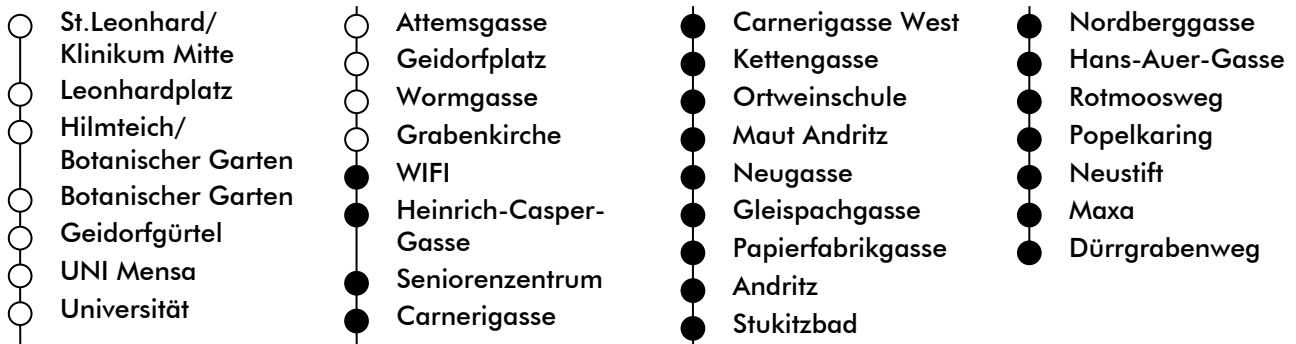 St.Leonhard/
Klinikum Mitte
Leonhardplatz
Hilmteich/
Botanischer Garten
Botanischer Garten
Geidorfgürtel
UNI Mensa
Universität
Attemsgasse
Geidorfplatz
Wormgasse
Grabenkirche
WIFI
Heinrich-Casper-
Gasse
Seniorenzentrum
Carnerigasse
Carnerigasse West
Kettengasse
Ortweinschule
Maut Andritz
Neugasse
Gleispachgasse
Papierfabrikgasse
Andritz
Stukitzbad
Nordberggasse
Hans-Auer-Gasse
Rotmoosweg
Popelkaring
Neustift
Maxa
Dürrgrabenweg